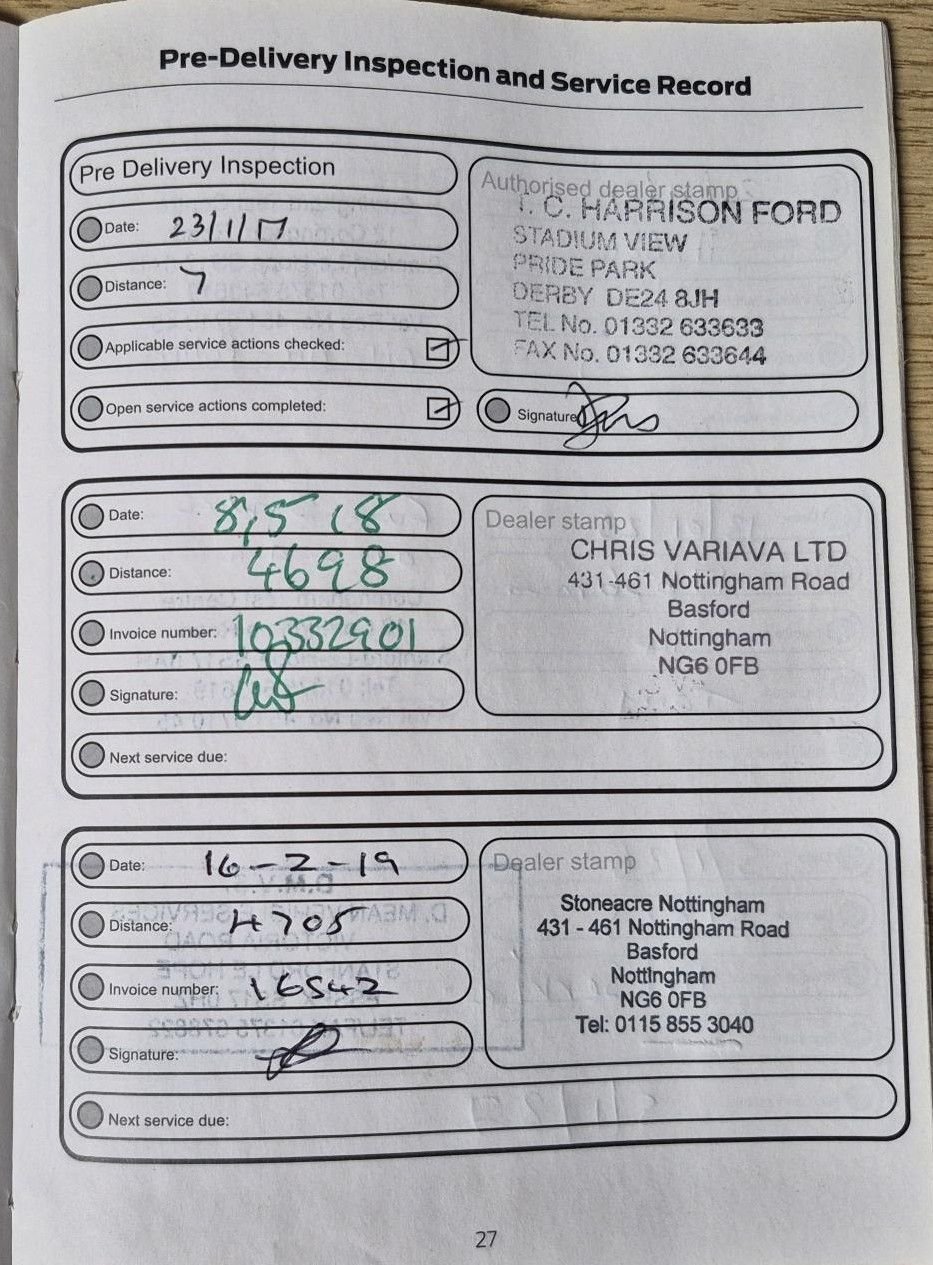 Pre-Delivery Inspection and Service Record
Pre Delivery Inspection
Date: 23/1/17
Distance: 7
Applicable service actions checked:
Open service actions completed:
Authorised dealer stamp
T. C. HARRISON FORD
STADIUM VIEW
PRIDE PARK
DERBY DE24 8JH
TEL No. 01332 633633
FAX No. 01332 633644
Signature
Date: 8,5 18
Distance: 4698
Invoice number: 10332901
Signature:
Dealer stamp
CHRIS VARIAVA LTD
431-461 Nottingham Road
Basford
Nottingham
NG6 0FB
Next service due:
Date: 16-2-19
Distance: 4705
Invoice number: 16542
Signature:
Dealer stamp
Stoneacre Nottingham
431 - 461 Nottingham Road
Basford
Nottingham
NG6 0FB
Tel: 0115 855 3040
Next service due:
27